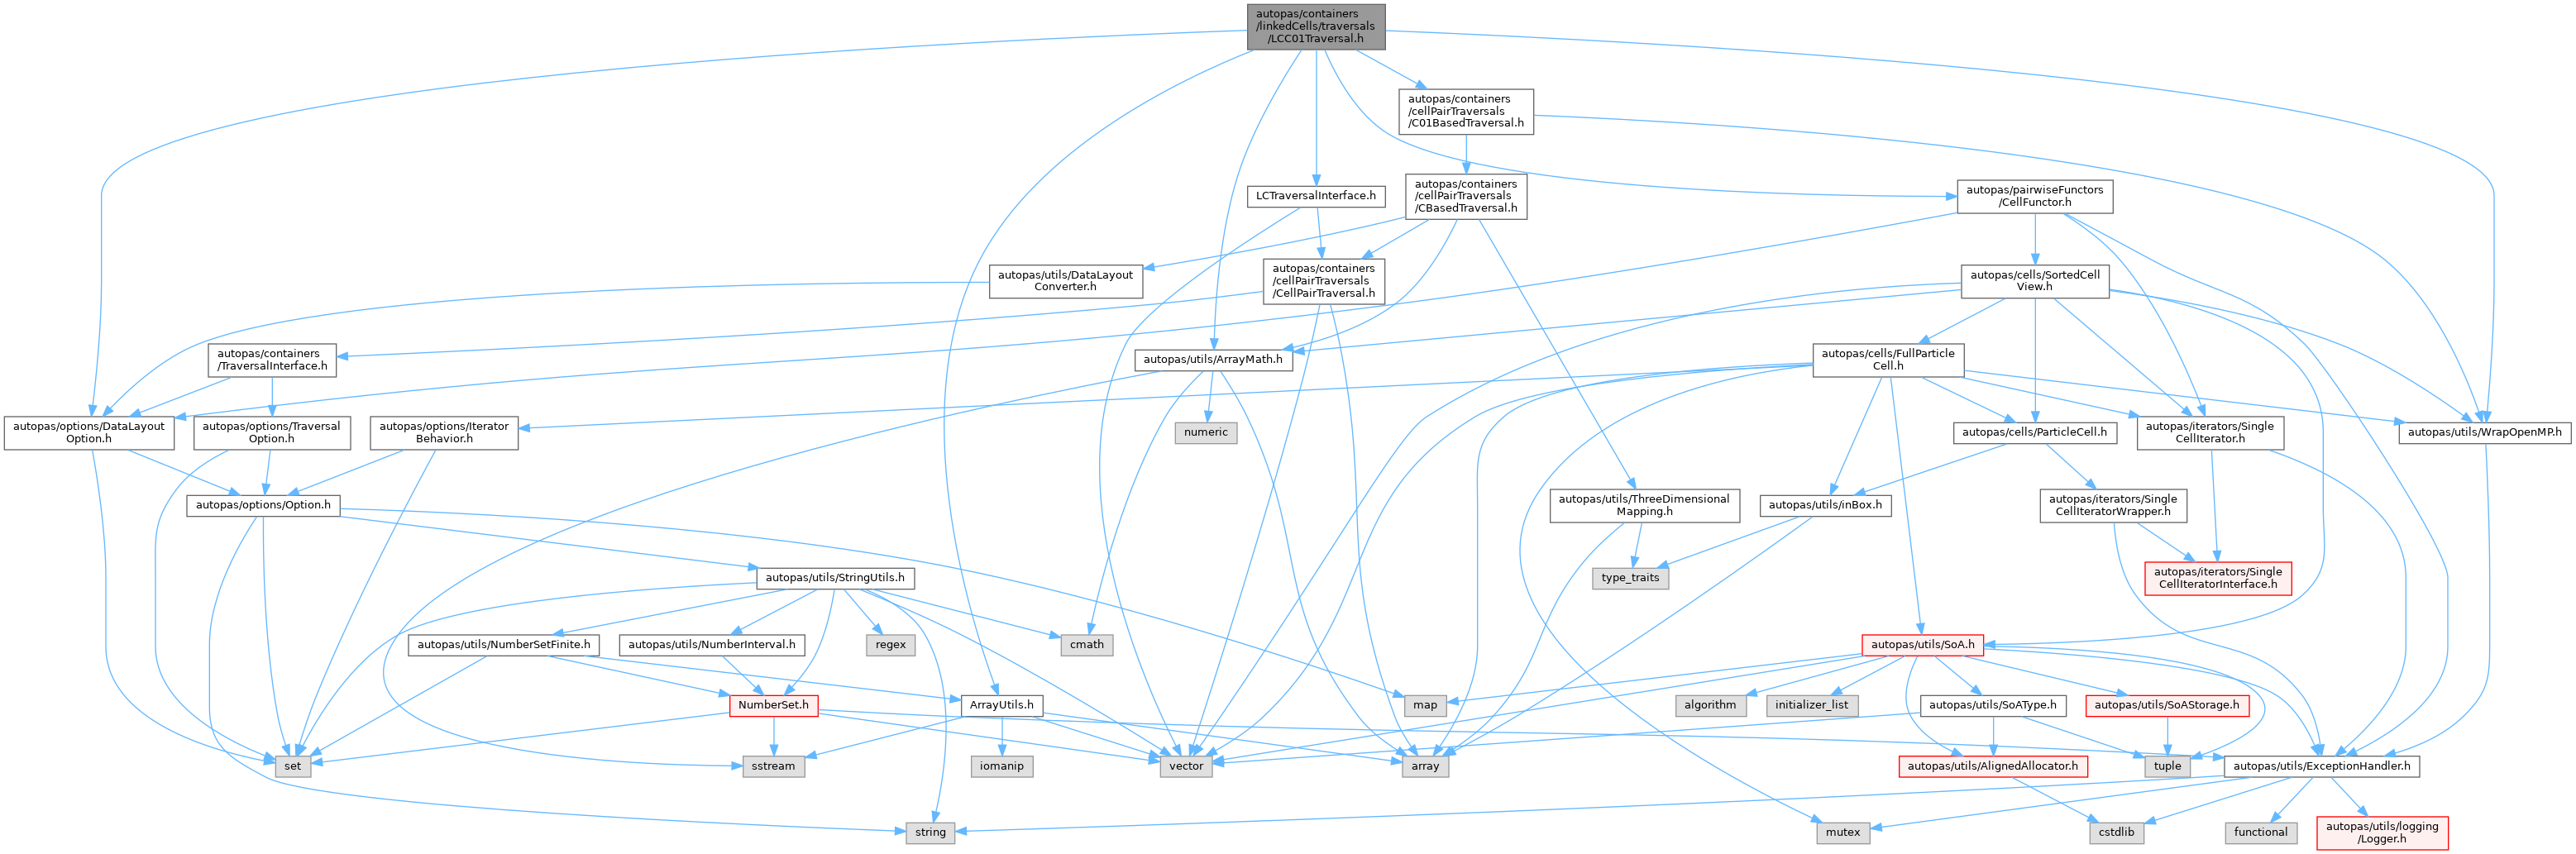 autopas/containers
/linkedCells/traversals
/LCC01Traversal.h
autopas/containers
/cellPairTraversals
/C01BasedTraversal.h
LCTraversalInterface.h
autopas/containers
/cellPairTraversals
/CBasedTraversal.h
autopas/pairwiseFunctors
/CellFunctor.h
autopas/utils/DataLayout
Converter.h
autopas/containers
/cellPairTraversals
/CellPairTraversal.h
autopas/cells/SortedCell
View.h
autopas/containers
/TraversalInterface.h
autopas/utils/ArrayMath.h
autopas/cells/FullParticle
Cell.h
autopas/options/DataLayout
Option.h
autopas/options/Traversal
Option.h
autopas/options/Iterator
Behavior.h
numeric
autopas/cells/ParticleCell.h
autopas/iterators/Single
CellIterator.h
autopas/utils/WrapOpenMP.h
autopas/options/Option.h
autopas/utils/ThreeDimensional
Mapping.h
autopas/utils/inBox.h
autopas/iterators/Single
CellIteratorWrapper.h
autopas/utils/StringUtils.h
type_traits
autopas/iterators/Single
CellIteratorInterface.h
autopas/utils/NumberSetFinite.h
autopas/utils/NumberInterval.h
regex
cmath
autopas/utils/SoA.h
NumberSet.h
ArrayUtils.h
map
algorithm
initializer_list
autopas/utils/SoAType.h
autopas/utils/SoAStorage.h
set
sstream
iomanip
vector
array
autopas/utils/AlignedAllocator.h
tuple
autopas/utils/ExceptionHandler.h
string
mutex
cstdlib
functional
autopas/utils/logging
/Logger.h